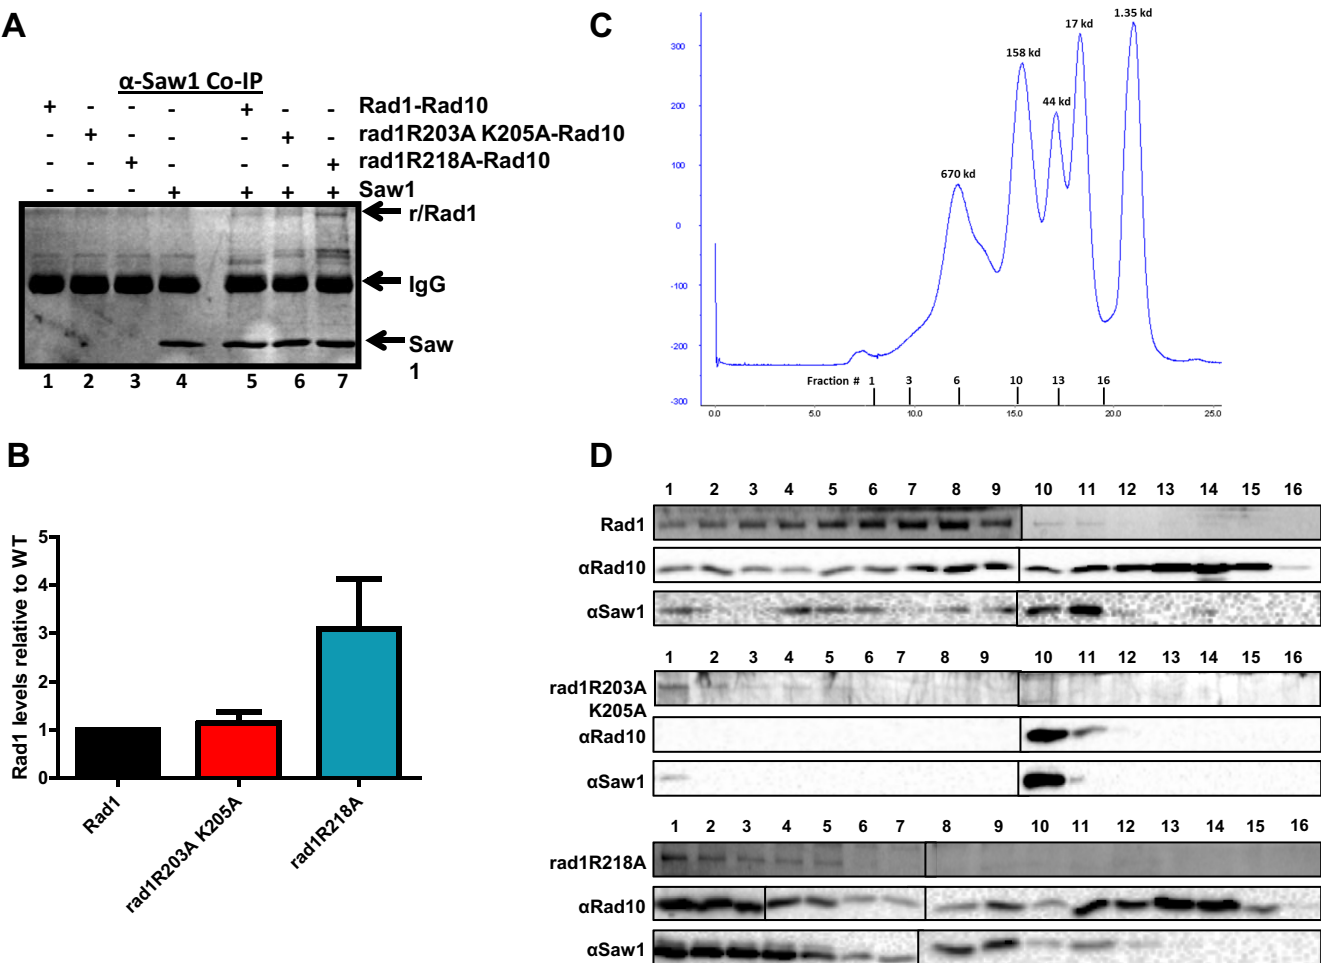 A
α-Saw1 Co-IP
+ - - - + - - Rad1-Rad10
- + - - - + - rad1R203A K205A-Rad10
- - + - - - + rad1R218A-Rad10
- - - + + + + Saw1
r/Rad1
IgG
Saw
1
1 2 3 4 5 6 7
B
Rad1 levels relative to WT
5
4
3
2
1
0
Rad1
rad1R203A K205A
rad1R218A
C
300
200
100
0
-100
-200
-300
670 kd
158 kd
44 kd
17 kd
1.35 kd
Fraction # 1 3 6 10 13 16
0.0 5.0 10.0 15.0 20.0 25.0
D
1 2 3 4 5 6 7 8 9 10 11 12 13 14 15 16
Rad1
αRad10
αSaw1
1 2 3 4 5 6 7 8 9 10 11 12 13 14 15 16
rad1R203A
K205A
αRad10
αSaw1
1 2 3 4 5 6 7 8 9 10 11 12 13 14 15 16
rad1R218A
αRad10
αSaw1